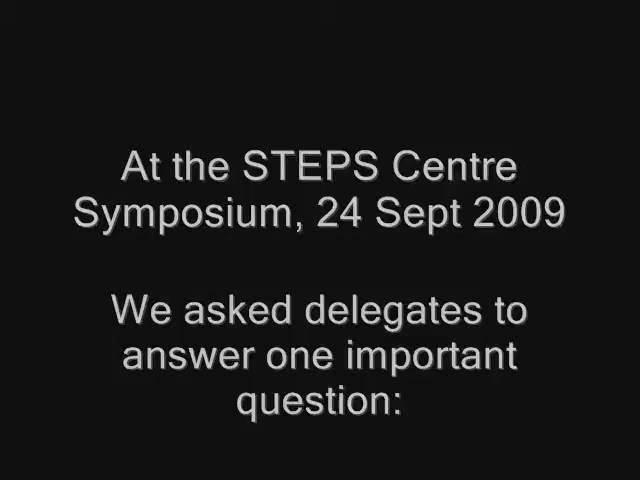 At the STEPS Centre
Symposium, 24 Sept 2009
We asked delegates to
answer one important
question: